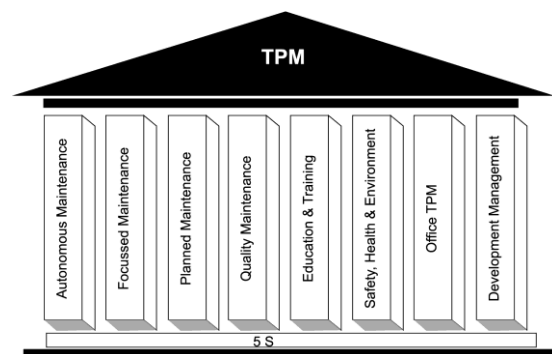 TPM
Autonomous Maintenance
Focussed Maintenance
Planned Maintenance
Quality Maintenance
Education & Training
Safety, Health & Environment
Office TPM
Development Management
5 S